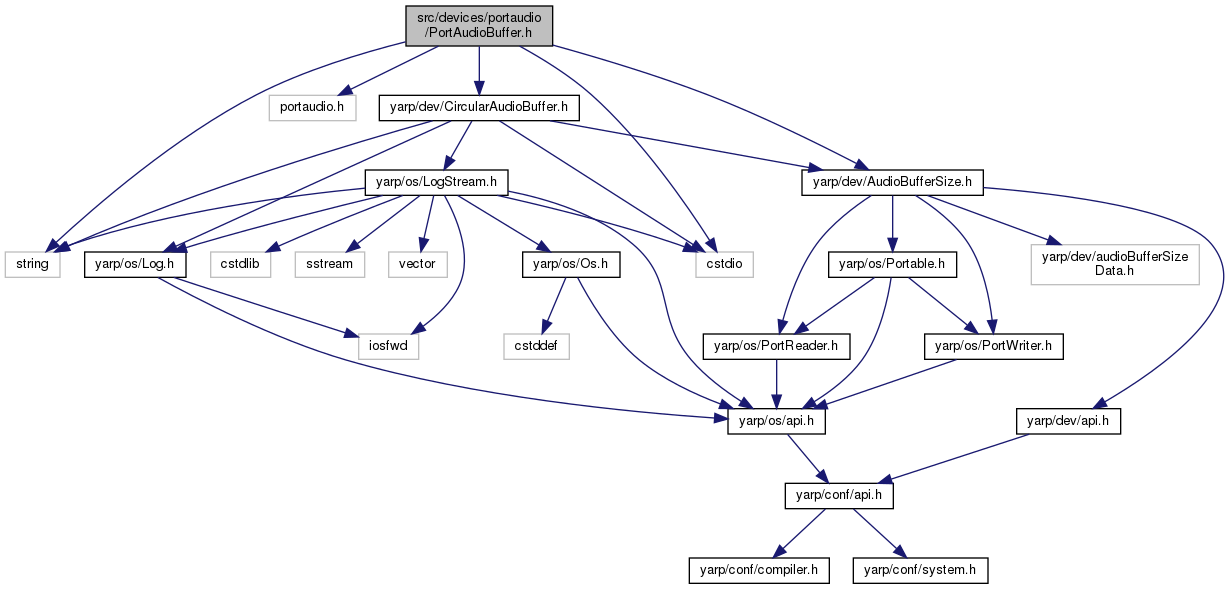 src/devices/portaudio
/PortAudioBuffer.h
portaudio.h
yarp/dev/CircularAudioBuffer.h
yarp/os/LogStream.h
yarp/dev/AudioBufferSize.h
string
yarp/os/Log.h
cstdlib
sstream
vector
yarp/os/Os.h
cstdio
yarp/os/Portable.h
yarp/dev/audioBufferSize
Data.h
iosfwd
cstddef
yarp/os/PortReader.h
yarp/os/PortWriter.h
yarp/os/api.h
yarp/dev/api.h
yarp/conf/api.h
yarp/conf/compiler.h
yarp/conf/system.h